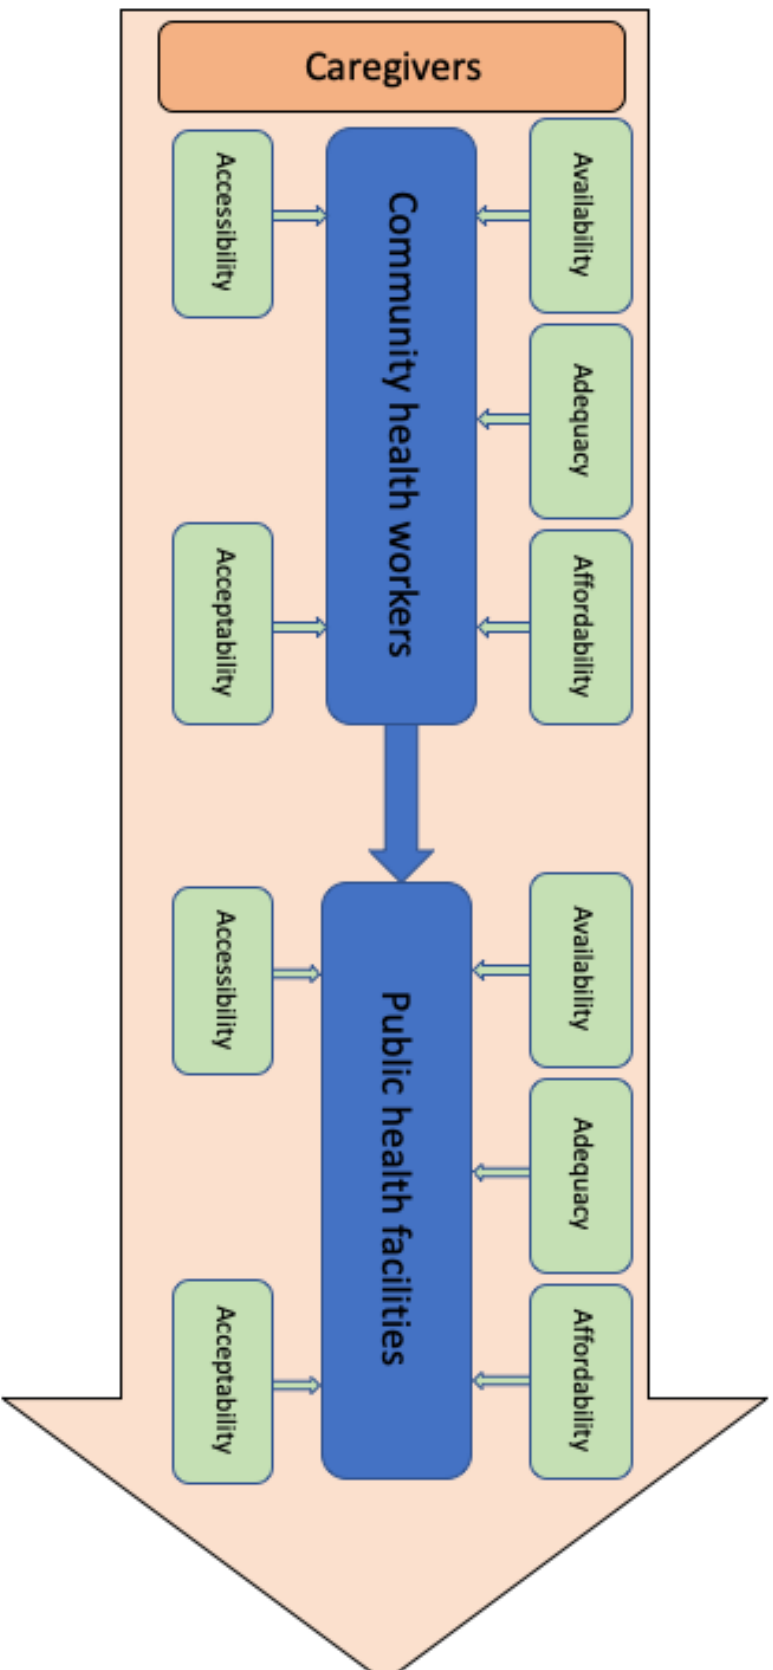 Caregivers
Accessibility
Community health workers
Availability
Adequacy
Acceptability
Affordability
Accessibility
Public health facilities
Availability
Adequacy
Acceptability
Affordability